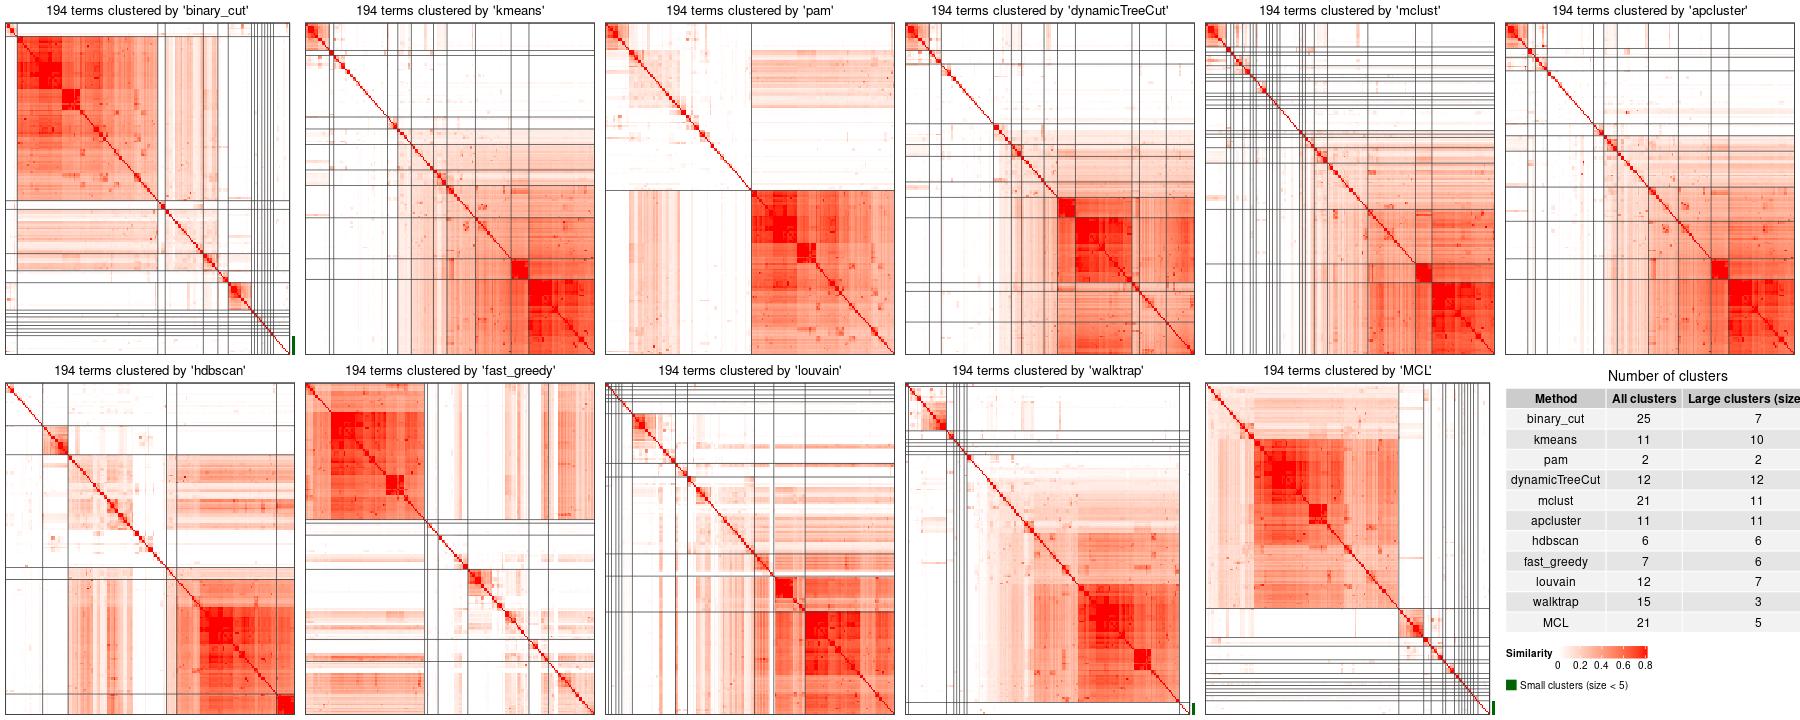 194 terms clustered by 'binary_cut'
194 terms clustered by 'kmeans'
194 terms clustered by 'pam'
194 terms clustered by 'dynamicTreeCut'
194 terms clustered by 'mclust'
194 terms clustered by 'apcluster'
194 terms clustered by 'hdbscan'
194 terms clustered by 'fast_greedy'
194 terms clustered by 'louvain'
194 terms clustered by 'walktrap'
194 terms clustered by 'MCL'
Number of clusters
Method All clusters Large clusters (size
binary_cut 25 7
kmeans 11 10
pam 2 2
dynamicTreeCut 12 12
mclust 21 11
apcluster 11 11
hdbscan 6 6
fast_greedy 7 6
louvain 12 7
walktrap 15 3
MCL 21 5
Similarity
0 0.2 0.4 0.6 0.8
Small clusters (size < 5)